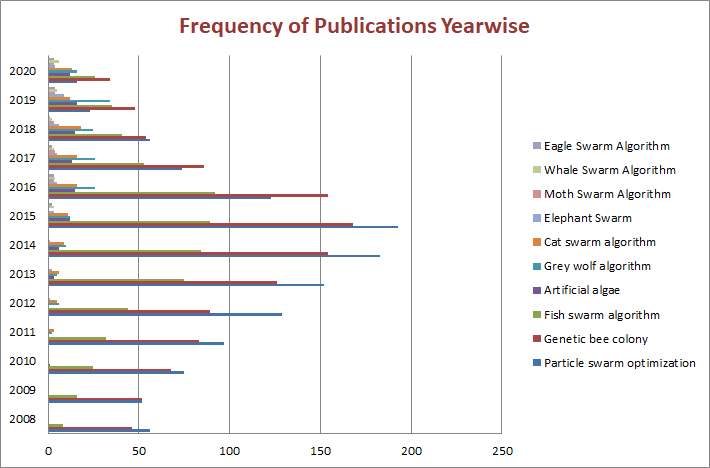 Frequency of Publications Yearwise
2020
2019
2018
2017
2016
2015
2014
2013
2012
2011
2010
2009
2008
0 50 100 150 200 250
Eagle Swarm Algorithm
Whale Swarm Algorithm
Moth Swarm Algorithm
Elephant Swarm
Cat swarm algorithm
Grey wolf algorithm
Artificial algae
Fish swarm algorithm
Genetic bee colony
Particle swarm optimization